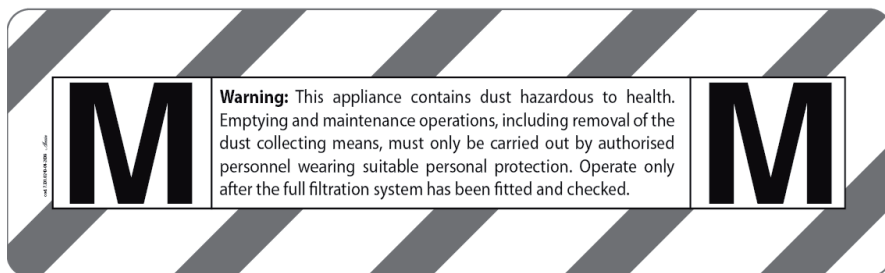 M
Warning: This appliance contains dust hazardous to health.
Emptying and maintenance operations, including removal of the
dust collecting means, must only be carried out by authorised
personnel wearing suitable personal protection. Operate only
after the full filtration system has been fitted and checked.
M